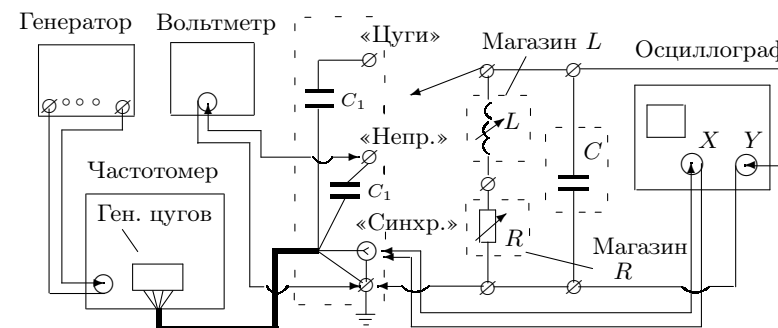 Генератор
Вольтметр
«Цуги»
Магазин L
Осциллограф
C₁
L
«Непр.»
C
X
Y
Частотомер
C₁
Ген. цугов
«Синхр.»
R
Магазин
R